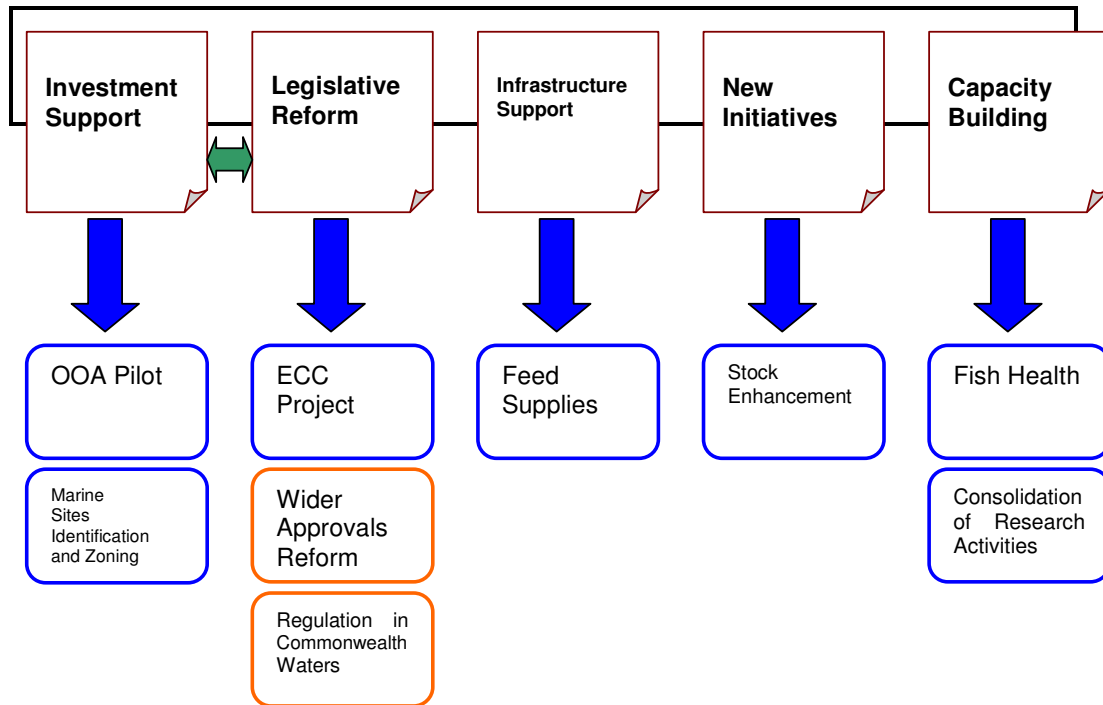 Investment
Support
Legislative
Reform
Infrastructure
Support
New
Initiatives
Capacity
Building
OOA Pilot
ECC
Project
Feed
Supplies
Stock
Enhancement
Fish Health
Marine
Sites
Identification
and Zoning
Wider
Approvals
Reform
Consolidation
of Research
Activities
Regulation in
Commonwealth
Waters